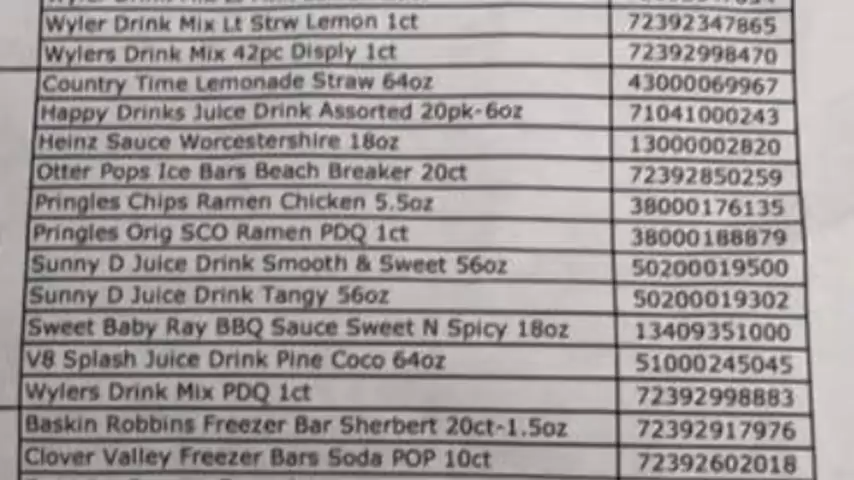 Wyler Drink Mix Lt Strw Lemon 1ct 72392347865
Wylers Drink Mix 42pc Disply 1ct 72392998470
Country Time Lemonade Straw 64oz 43000069967
Happy Drinks Juice Drink Assorted 20pk-6oz 71041000243
Heinz Sauce Worcestershire 18oz 13000002820
Otter Pops Ice Bars Beach Breaker 20ct 72392850259
Pringles Chips Ramen Chicken 5.5oz 38000176135
Pringles Orig SCO Ramen PDQ 1ct 38000188879
Sunny D Juice Drink Smooth & Sweet 56oz 50200019500
Sunny D Juice Drink Tangy 56oz 50200019302
Sweet Baby Ray BBQ Sauce Sweet N Spicy 18oz 13409351000
V8 Splash Juice Drink Pine Coco 64oz 51000245045
Wylers Drink Mix PDQ 1ct 72392998883
Baskin Robbins Freezer Bar Sherbert 20ct-1.5oz 72392917976
Clover Valley Freezer Bars Soda POP 10ct 72392602018